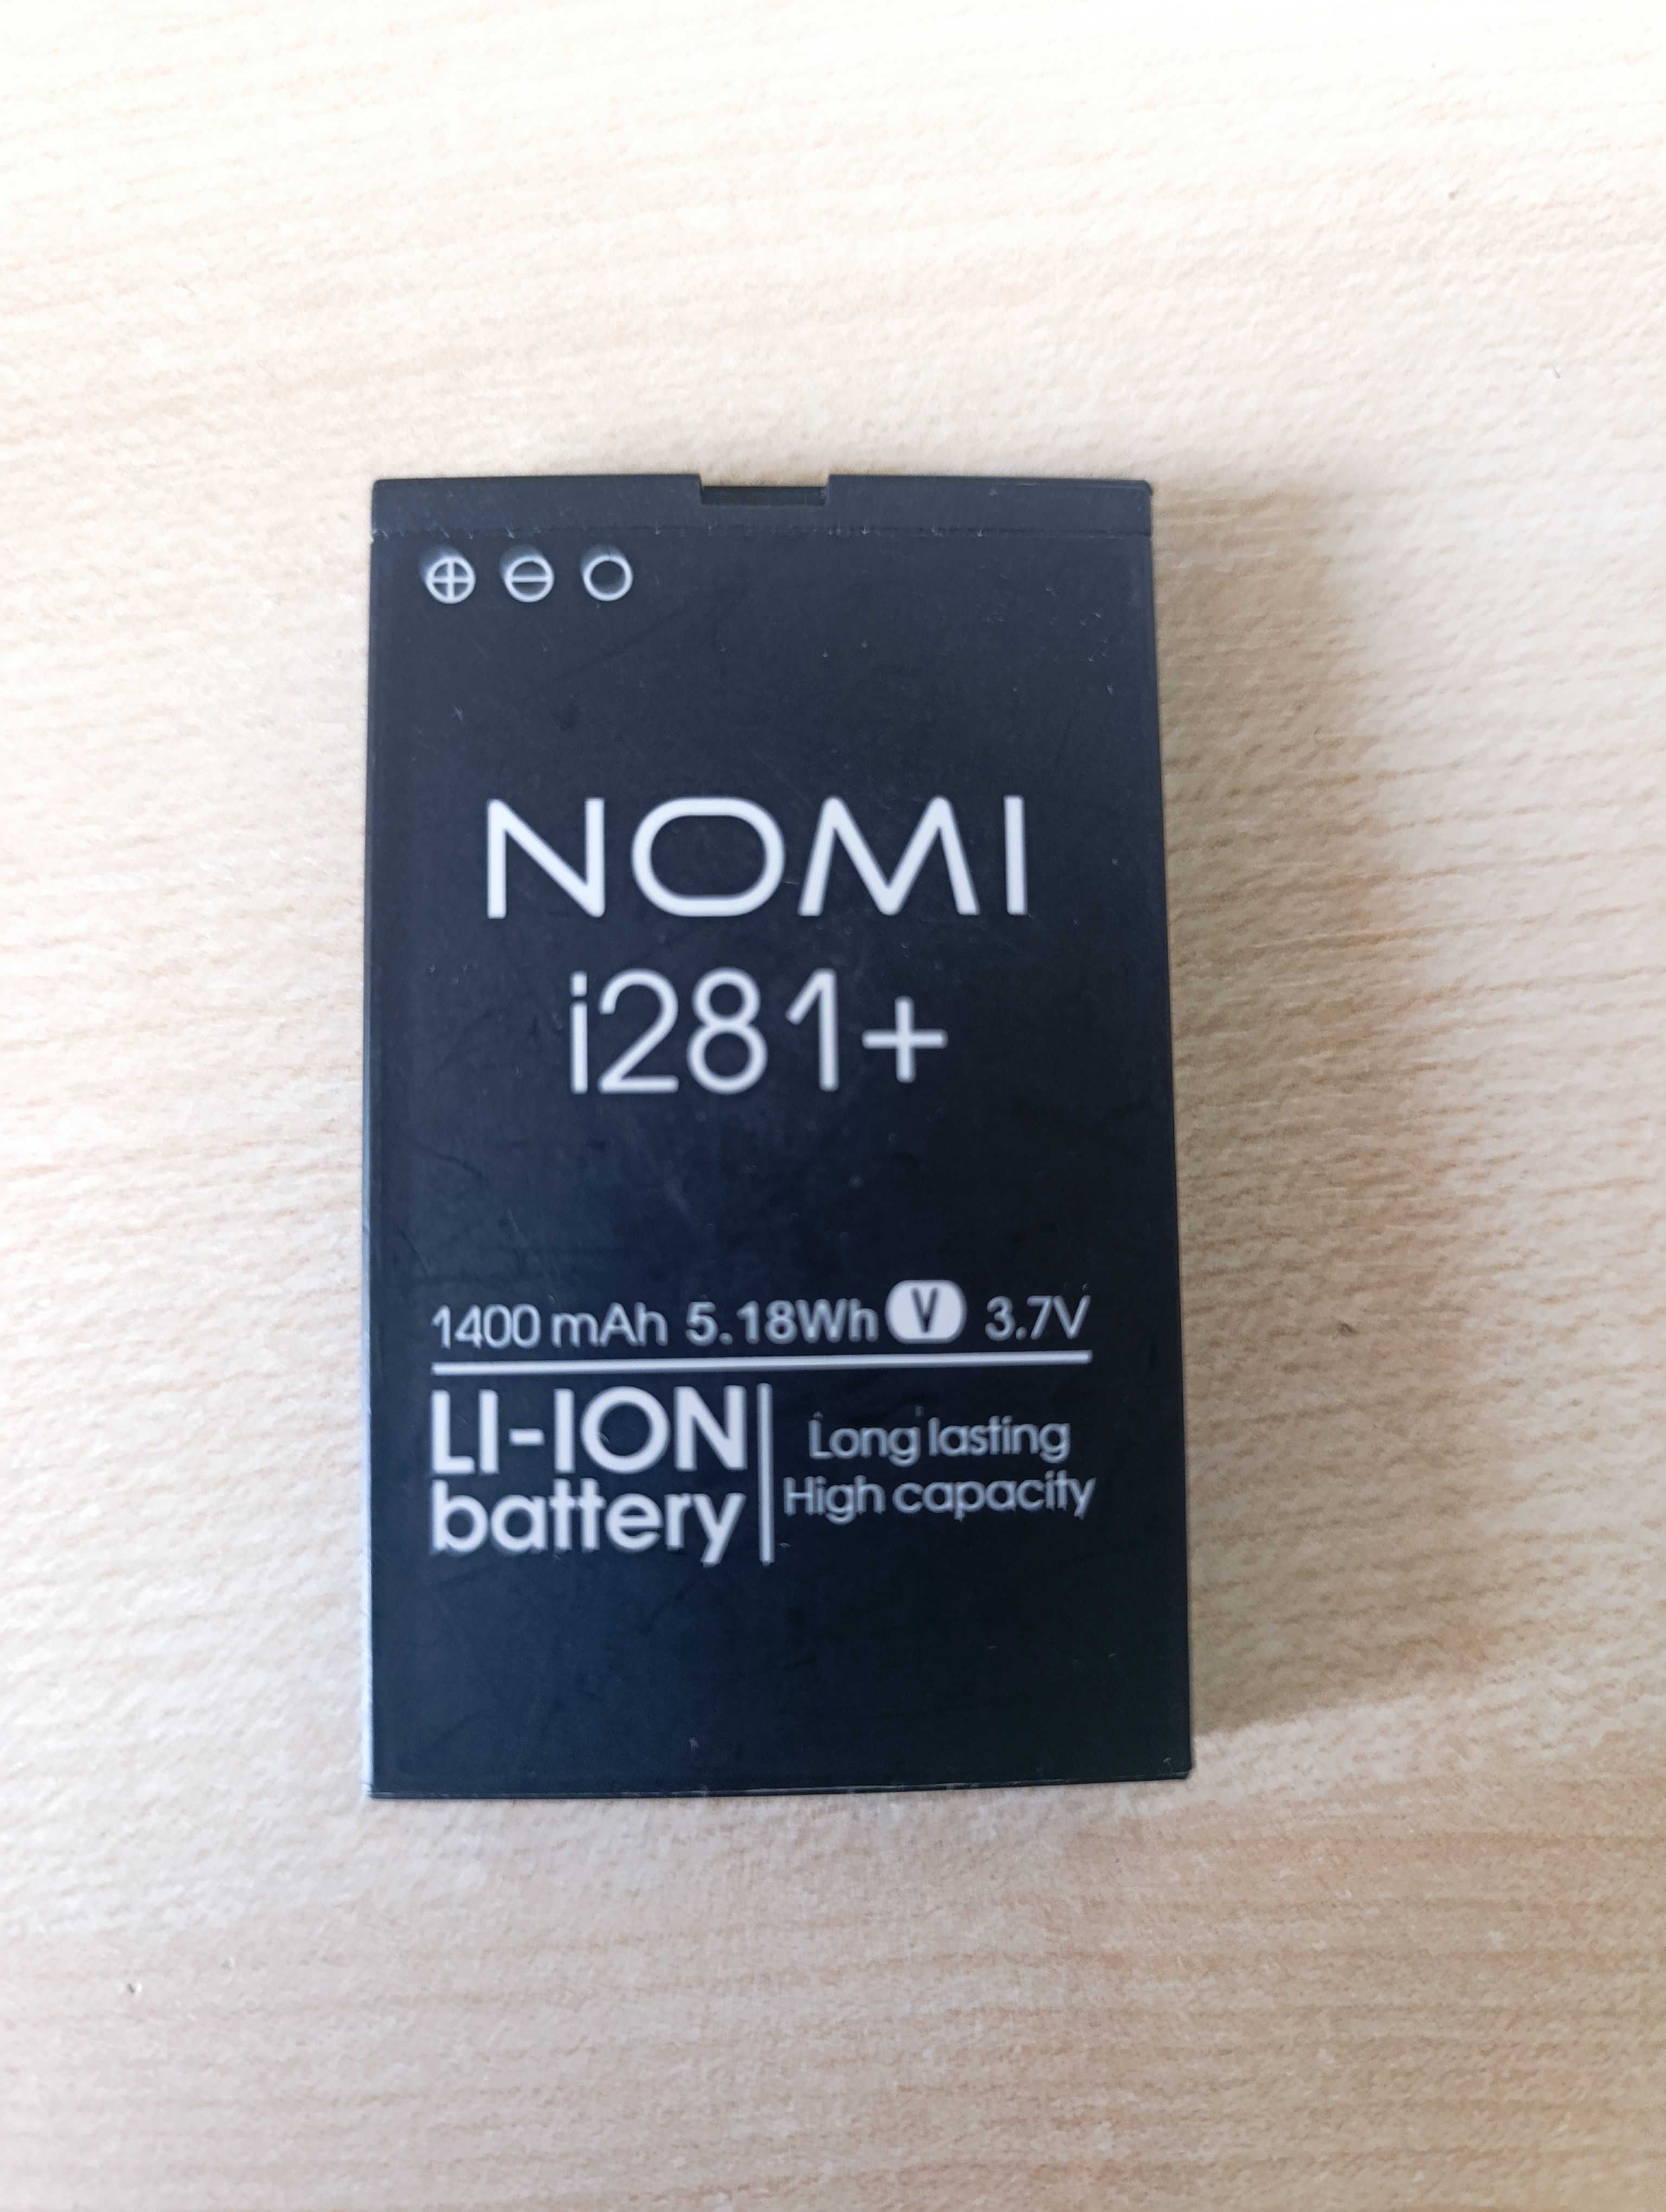 ⊕ ⊖ ○
NOMI
i281+
1400 mAh 5.18Wh V 3.7V
LI-ION
battery
Long lasting
High capacity